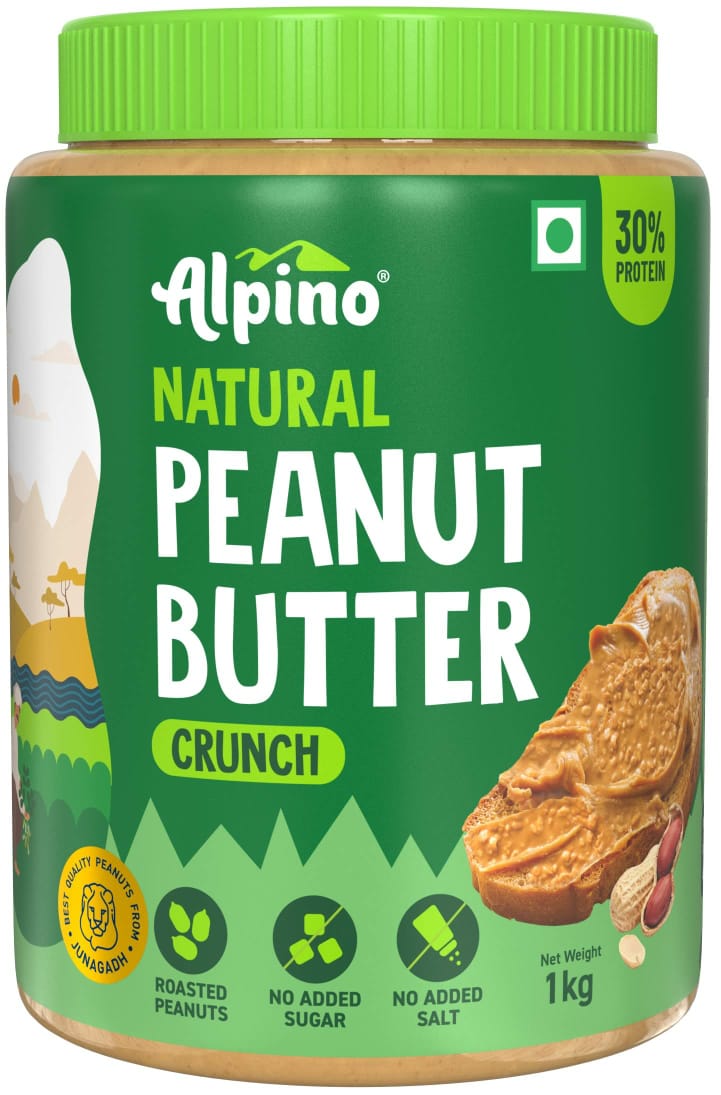 30%
PROTEIN
Alpino®
NATURAL
PEANUT
BUTTER
CRUNCH
BEST QUALITY PEANUTS FROM
• JUNAGADH •
ROASTED
PEANUTS
NO ADDED
SUGAR
NO ADDED
SALT
Net Weight
1kg